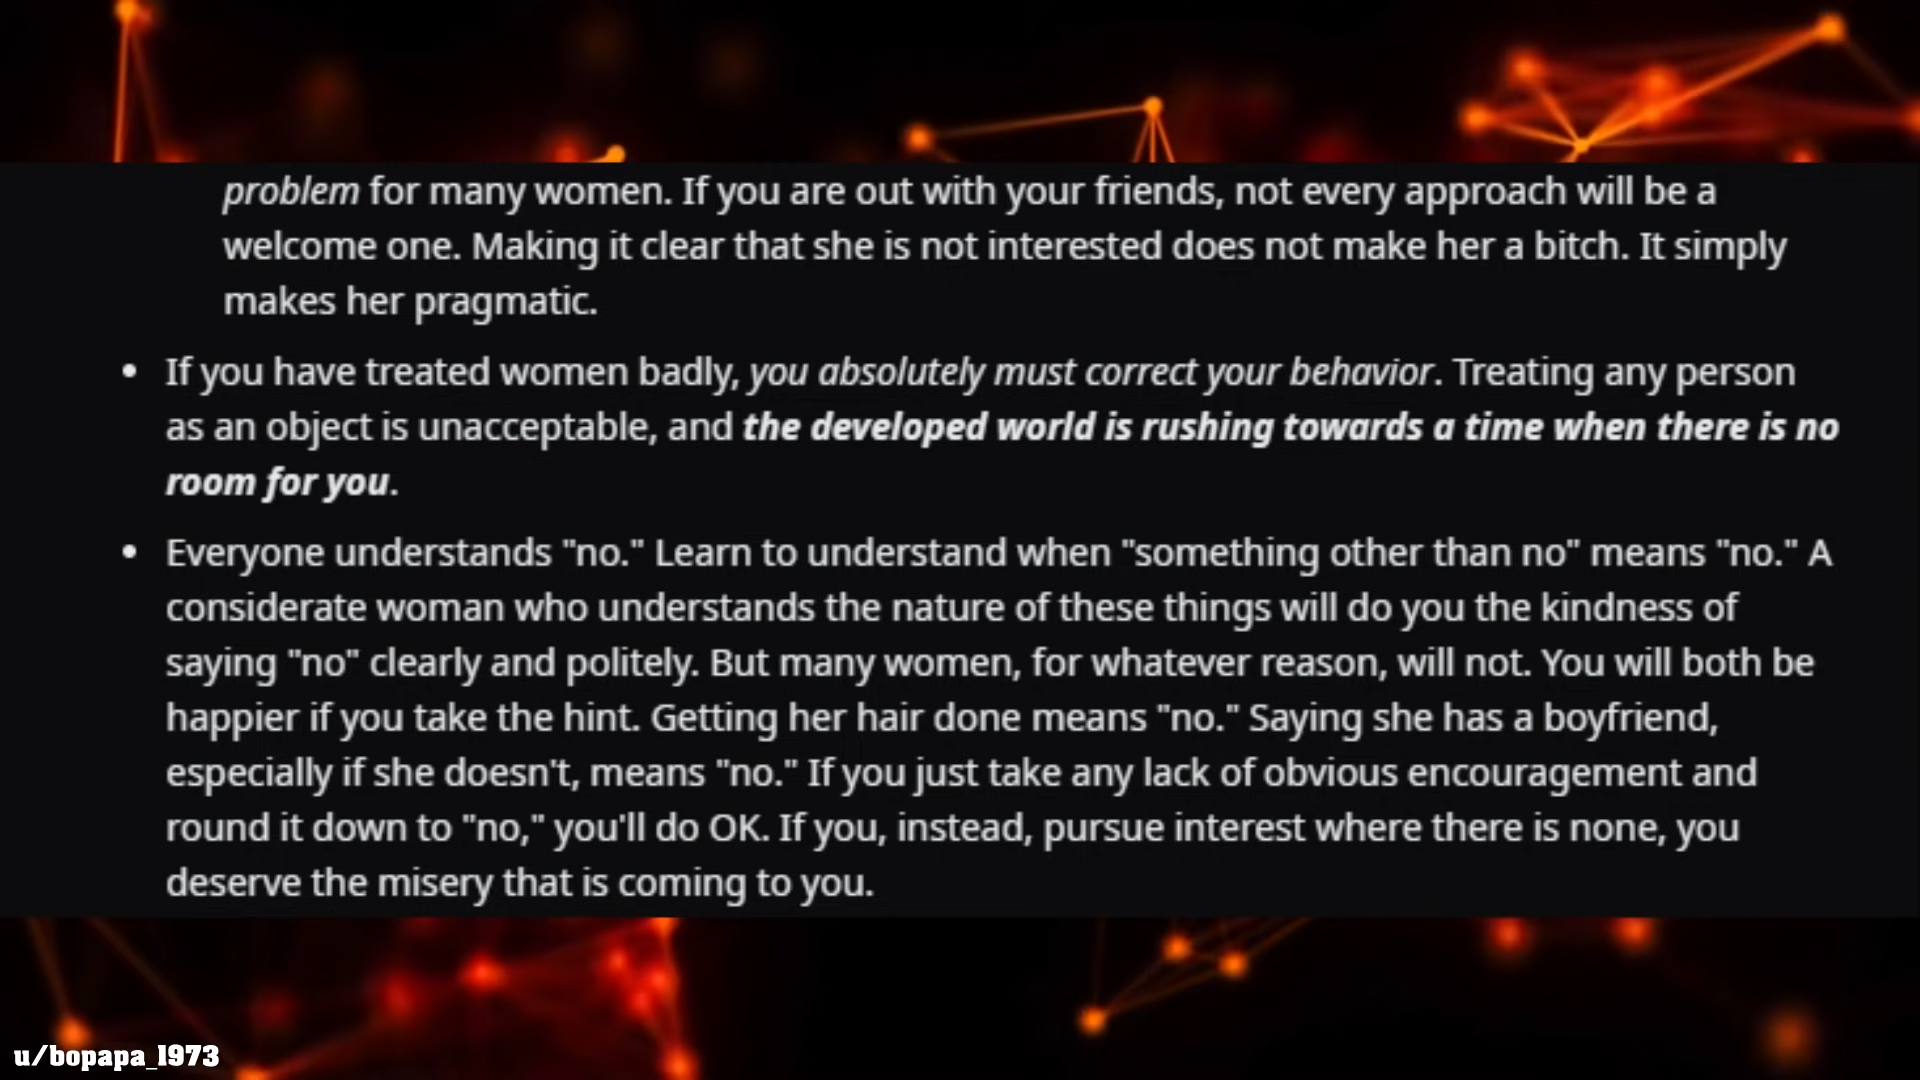 problem for many women. If you are out with your friends, not every approach will be a
welcome one. Making it clear that she is not interested does not make her a bitch. It simply
makes her pragmatic.
• If you have treated women badly, you absolutely must correct your behavior. Treating any person
as an object is unacceptable, and the developed world is rushing towards a time when there is no
room for you.
• Everyone understands "no." Learn to understand when "something other than no" means "no." A
considerate woman who understands the nature of these things will do you the kindness of
saying "no" clearly and politely. But many women, for whatever reason, will not. You will both be
happier if you take the hint. Getting her hair done means "no." Saying she has a boyfriend,
especially if she doesn't, means "no." If you just take any lack of obvious encouragement and
round it down to "no," you'll do OK. If you, instead, pursue interest where there is none, you
deserve the misery that is coming to you.
u/bopapa_1973